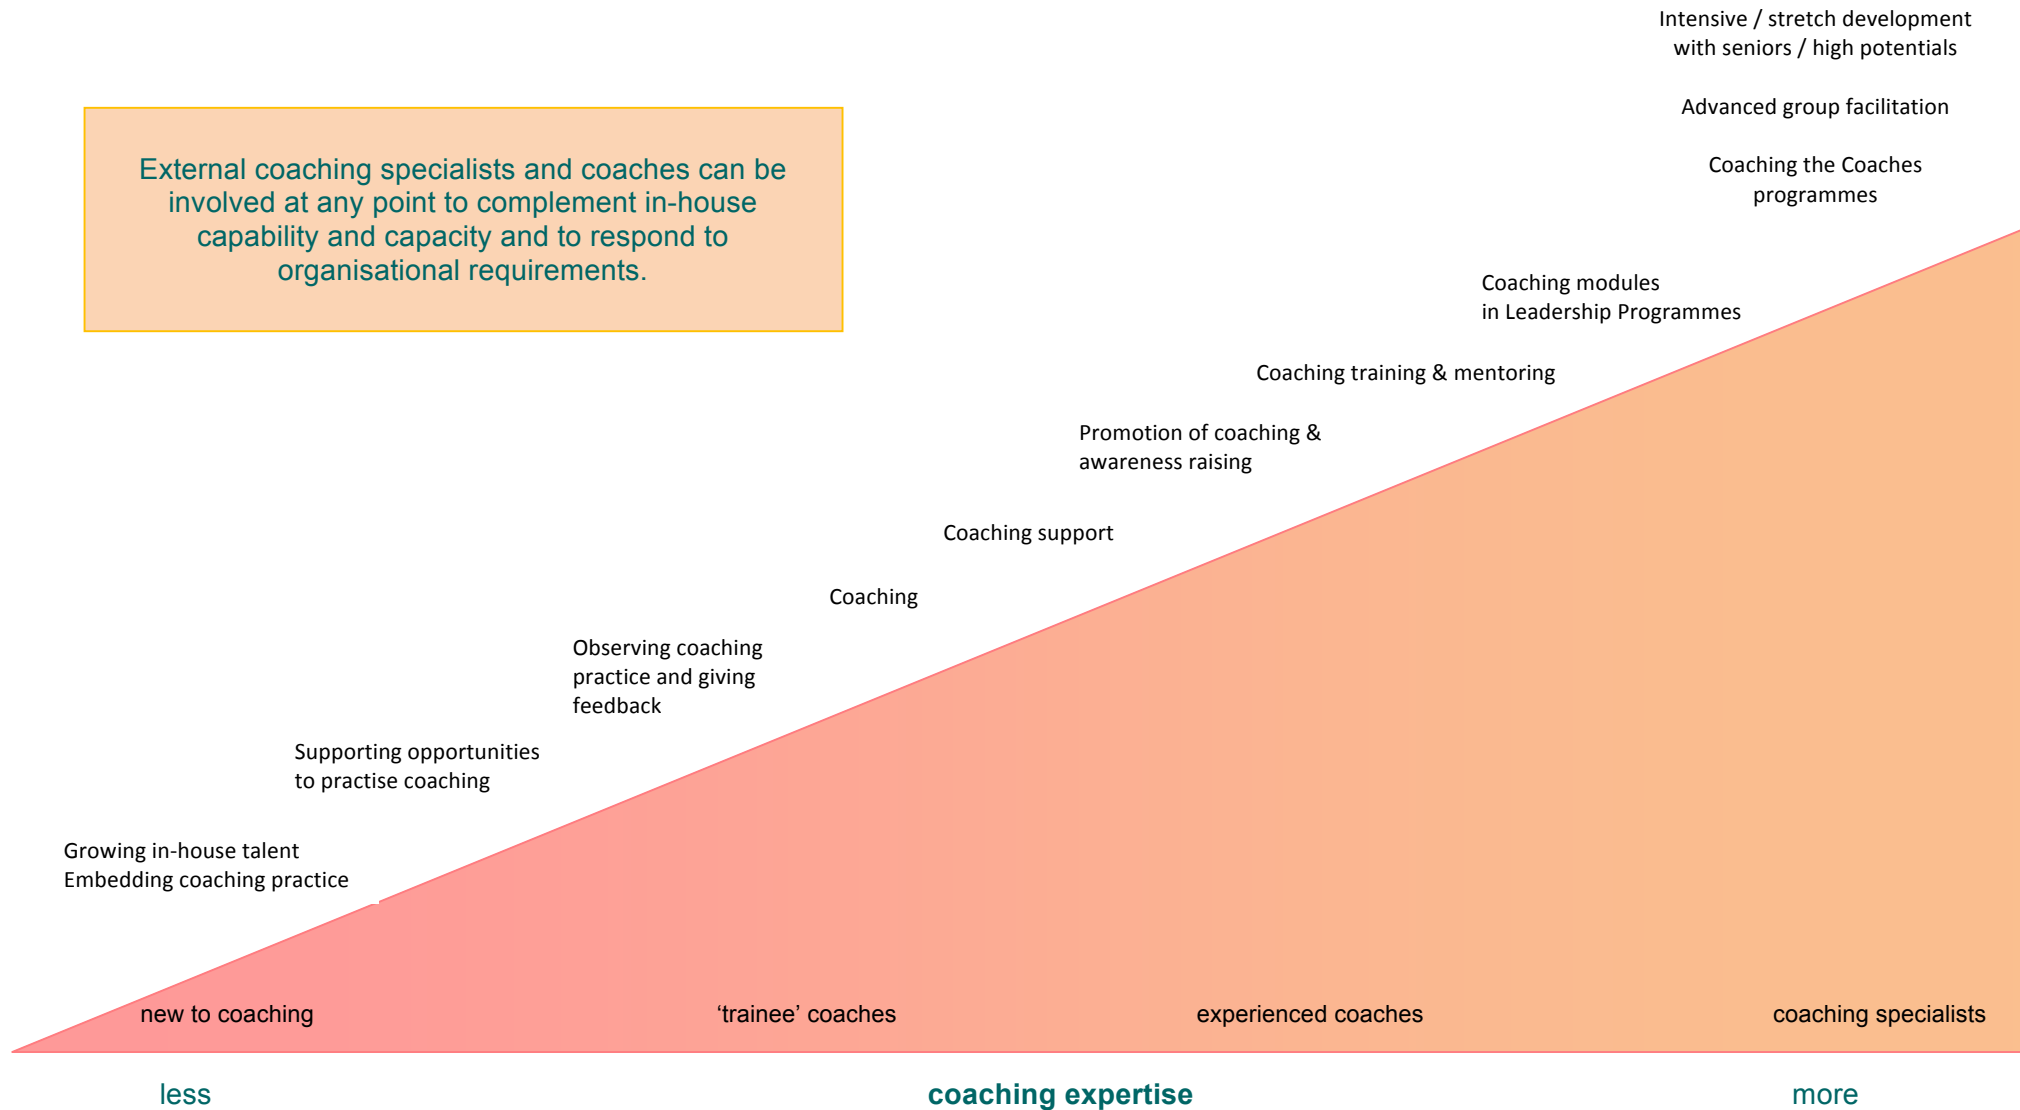 Intensive / stretch development
with seniors / high potentials
Advanced group facilitation
Coaching the Coaches
programmes
External coaching specialists and coaches can be
involved at any point to complement in-house
capability and capacity and to respond to
organisational requirements.
Coaching modules
in Leadership Programmes
Coaching training & mentoring
Promotion of coaching &
awareness raising
Coaching support
Coaching
Observing coaching
practice and giving
feedback
Supporting opportunities
to practise coaching
Growing in-house talent
Embedding coaching practice
new to coaching
‘trainee’ coaches
experienced coaches
coaching specialists
less
coaching expertise
more